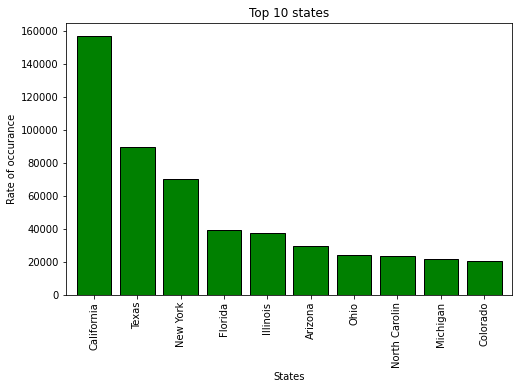 Top 10 states
Rate of occurance
160000
140000
120000
100000
80000
60000
40000
20000
0
California
Texas
New York
Florida
Illinois
Arizona
Ohio
North Carolin
Michigan
Colorado
States